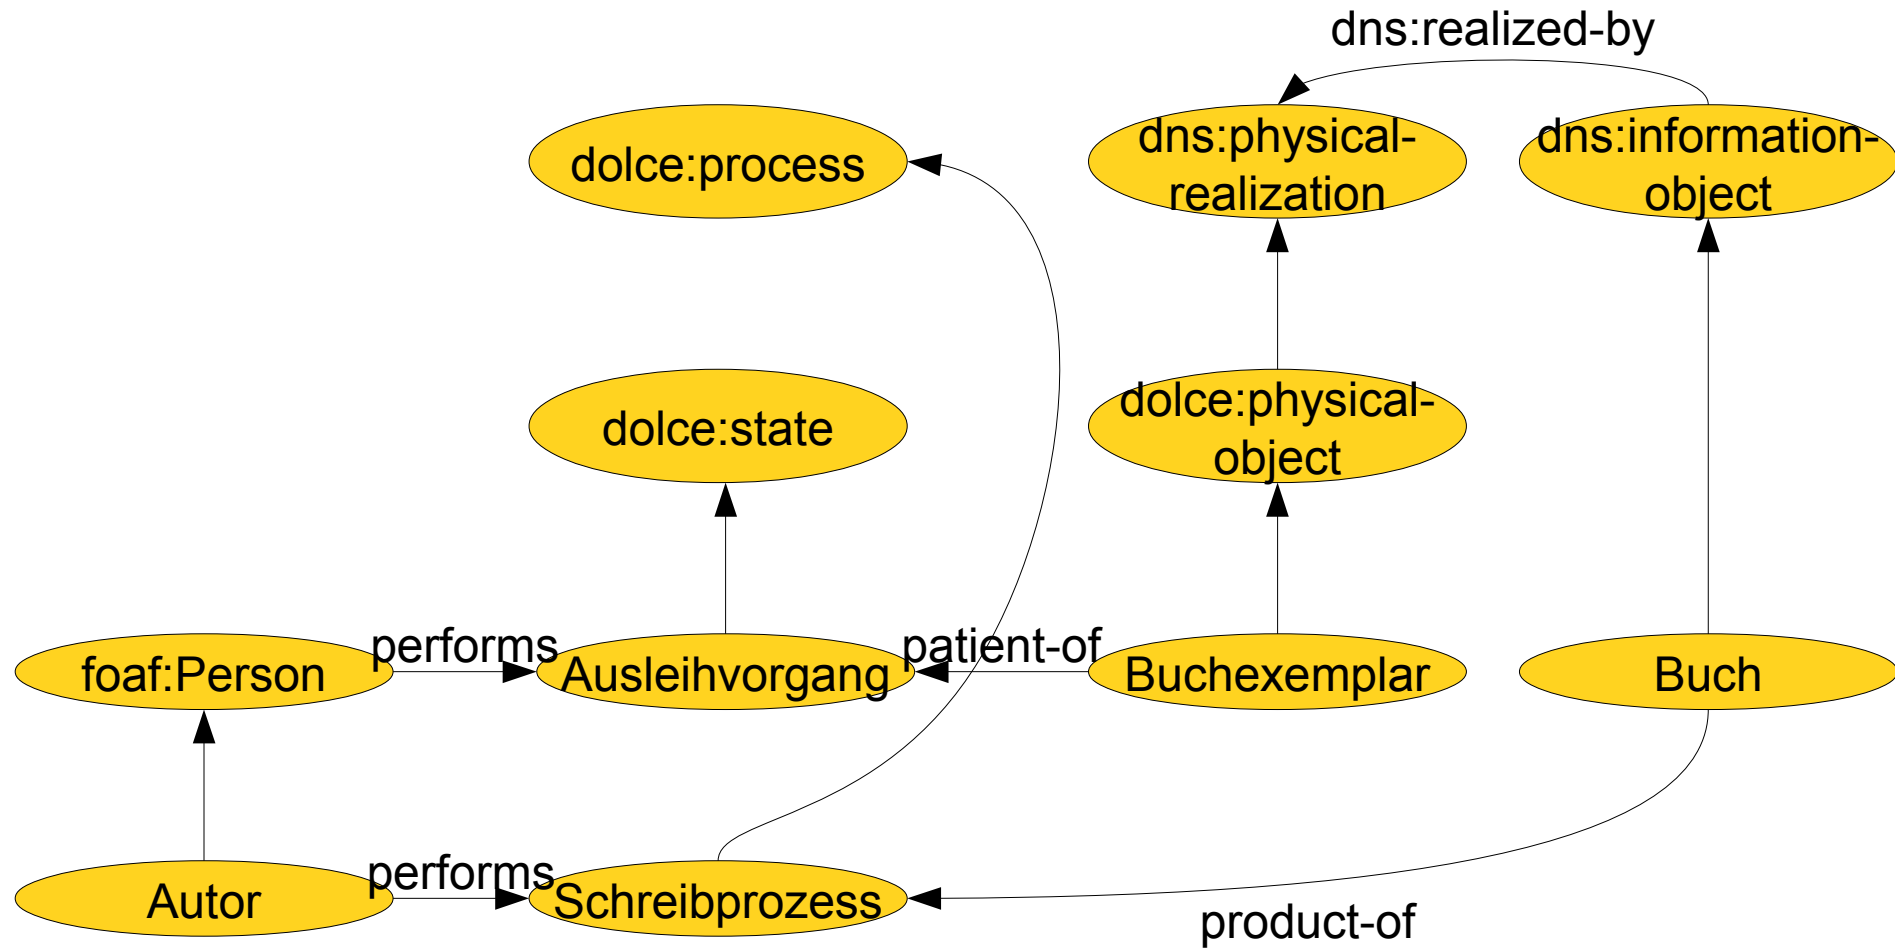 dns:realized-by
dolce:process
dns:physical-
realization
dns:information-
object
dolce:state
dolce:physical-
object
foaf:Person
performs
Ausleihvorgang
patient-of
Buchexemplar
Buch
Autor
performs
Schreibprozess
product-of